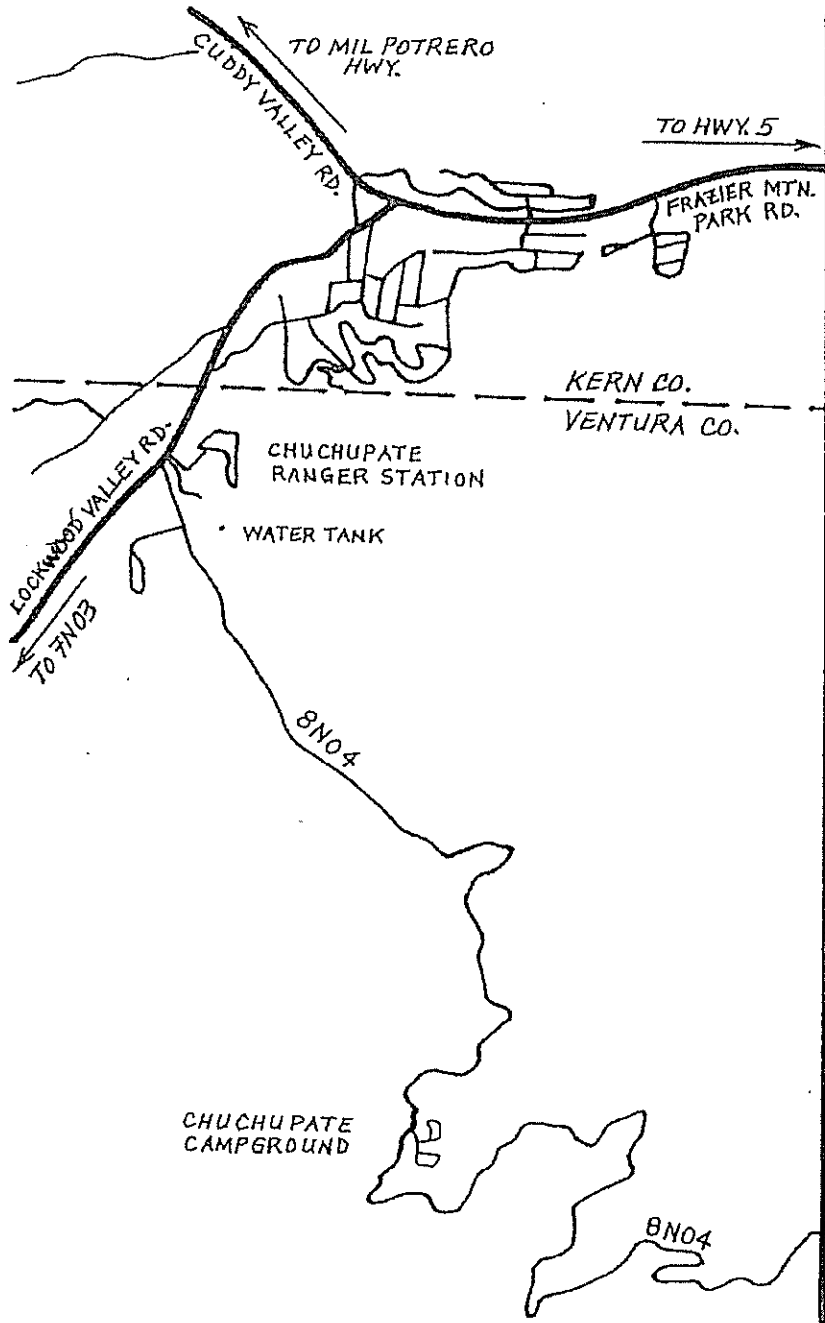 TO MIL POTRERO
HWY.
CUDDY VALLEY RD.
TO HWY. 5
FRAZIER MTN.
PARK RD.
KERN CO.
VENTURA CO.
LOCKWOOD VALLEY RD.
CHUCHUPATE
RANGER STATION
WATER TANK
TO 7N03
8N04
CHUCHUPATE
CAMPGROUND
8N04